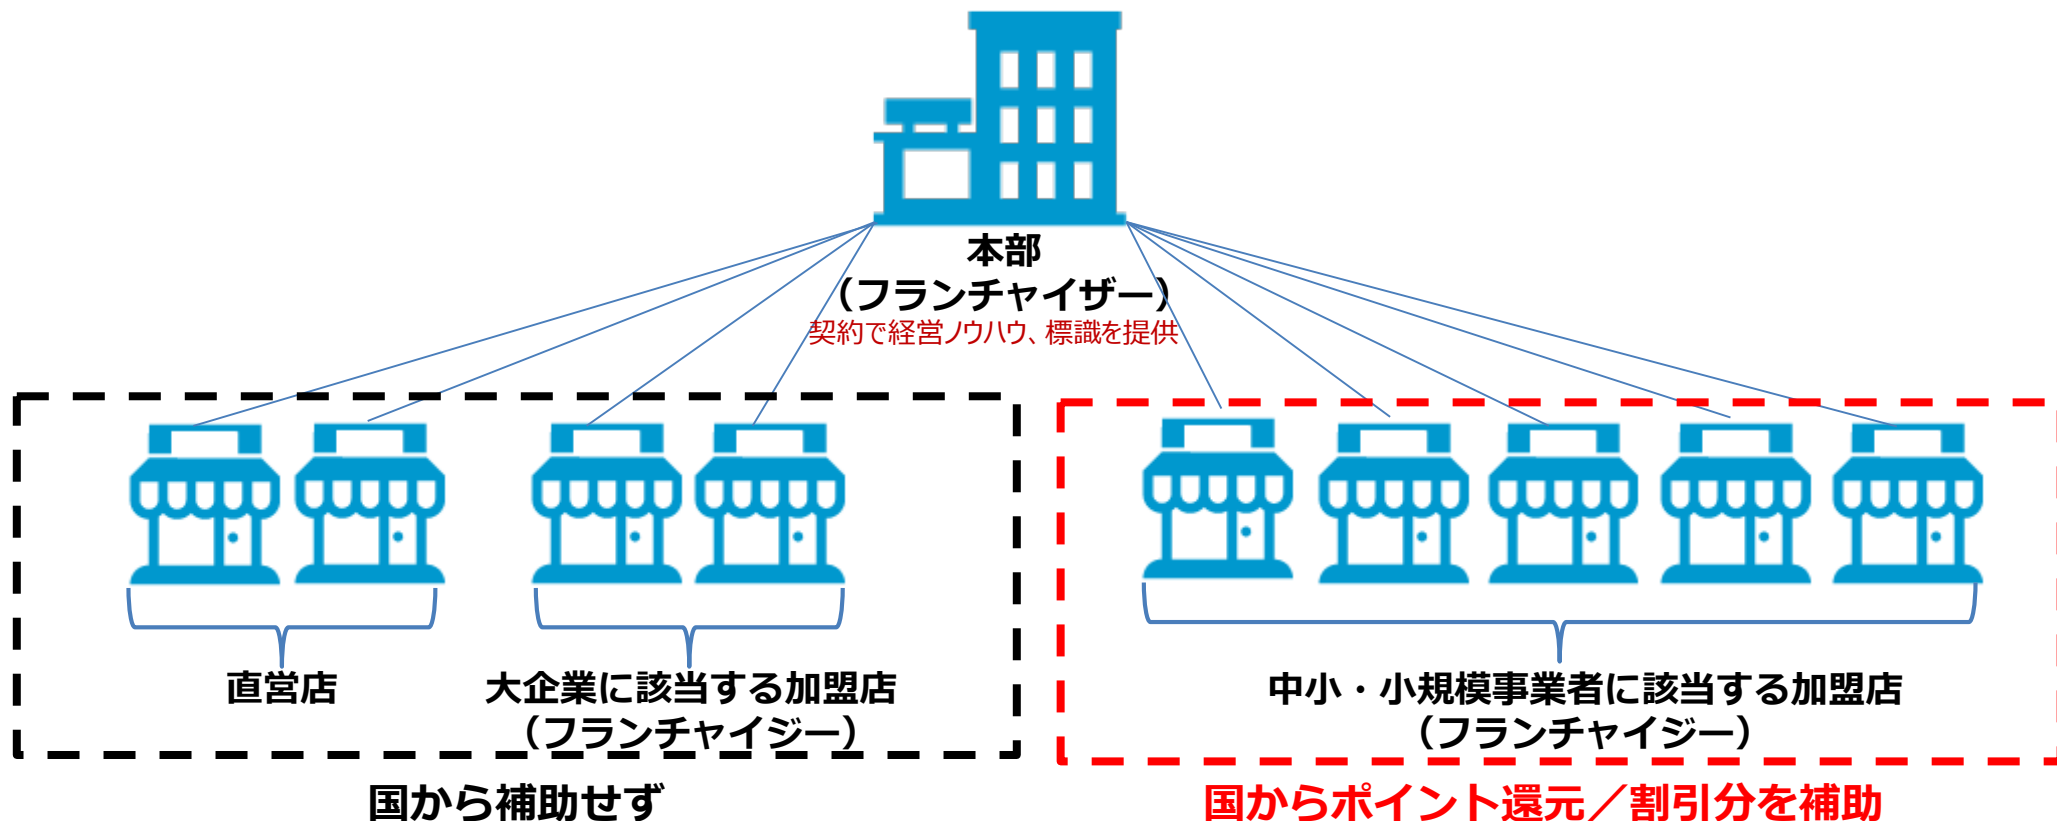 本部
（フランチャイザー）
契約で経営ノウハウ、標識を提供
直営店
大企業に該当する加盟店
（フランチャイジー）
中小・小規模事業者に該当する加盟店
（フランチャイジー）
国から補助せず
国からポイント還元／割引分を補助